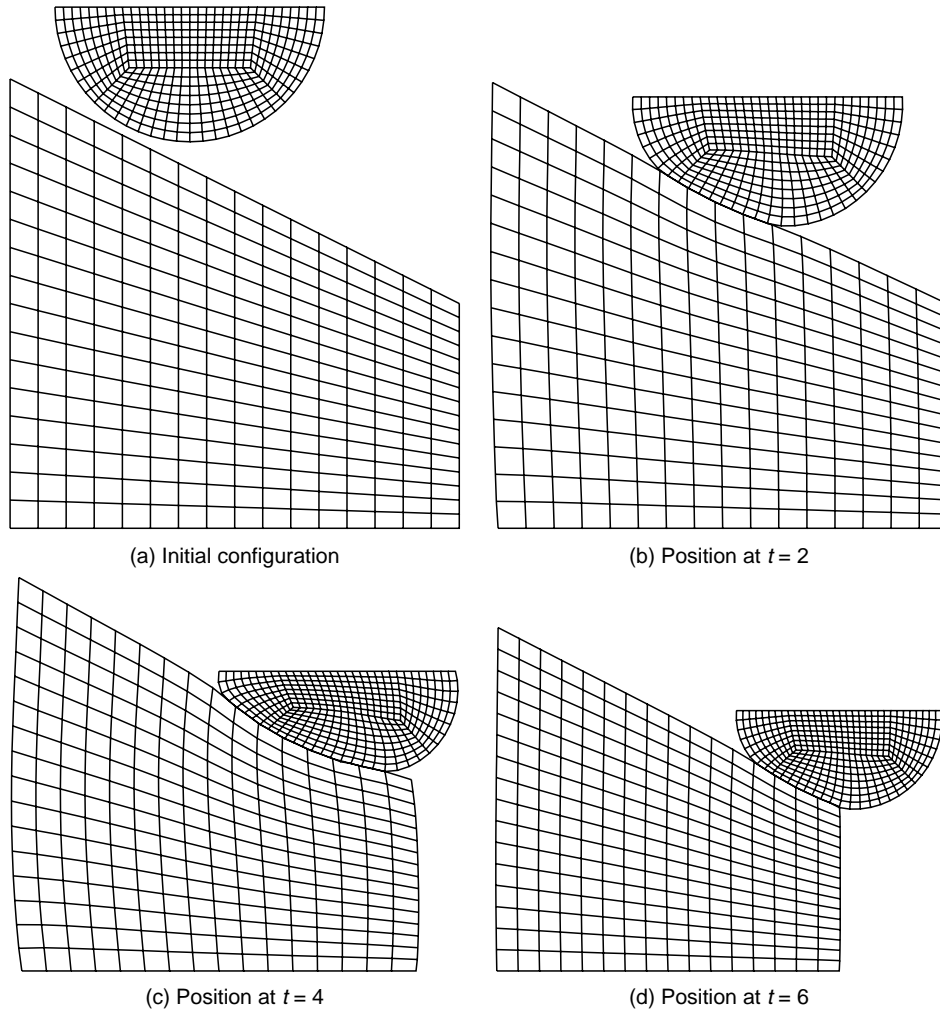 (a) Initial configuration
(b) Position at t = 2
(c) Position at t = 4
(d) Position at t = 6